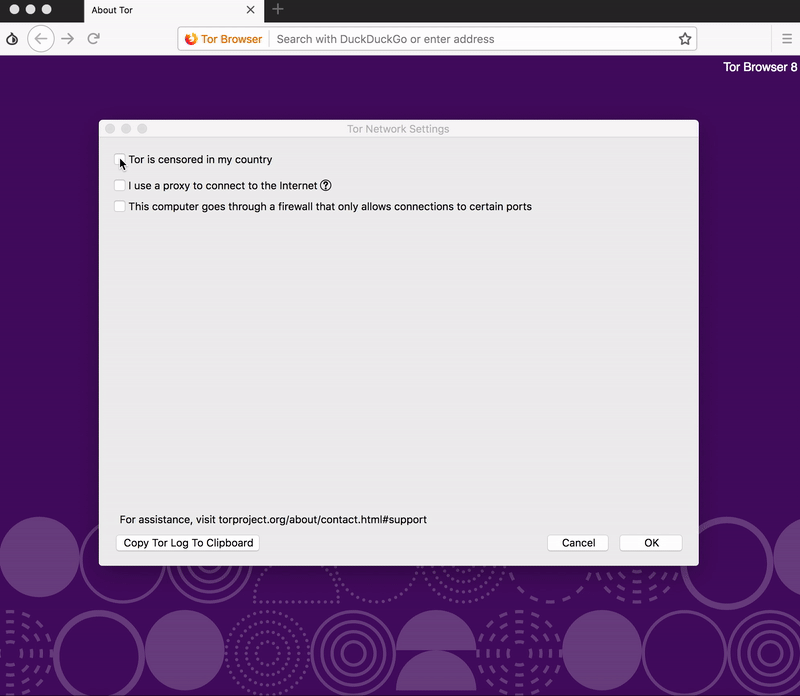 About Tor
Tor Browser Search with DuckDuckGo or enter address
Tor Browser 8
Tor Network Settings
Tor is censored in my country
I use a proxy to connect to the Internet ?
This computer goes through a firewall that only allows connections to certain ports
For assistance, visit torproject.org/about/contact.html#support
Copy Tor Log To Clipboard Cancel OK